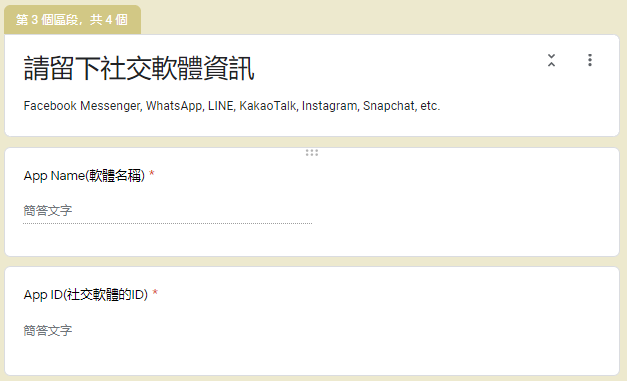 第 3 個區段，共 4 個
請留下社交軟體資訊
Facebook Messenger, WhatsApp, LINE, KakaoTalk, Instagram, Snapchat, etc.
App Name(軟體名稱) *
簡答文字
App ID(社交軟體的ID) *
簡答文字